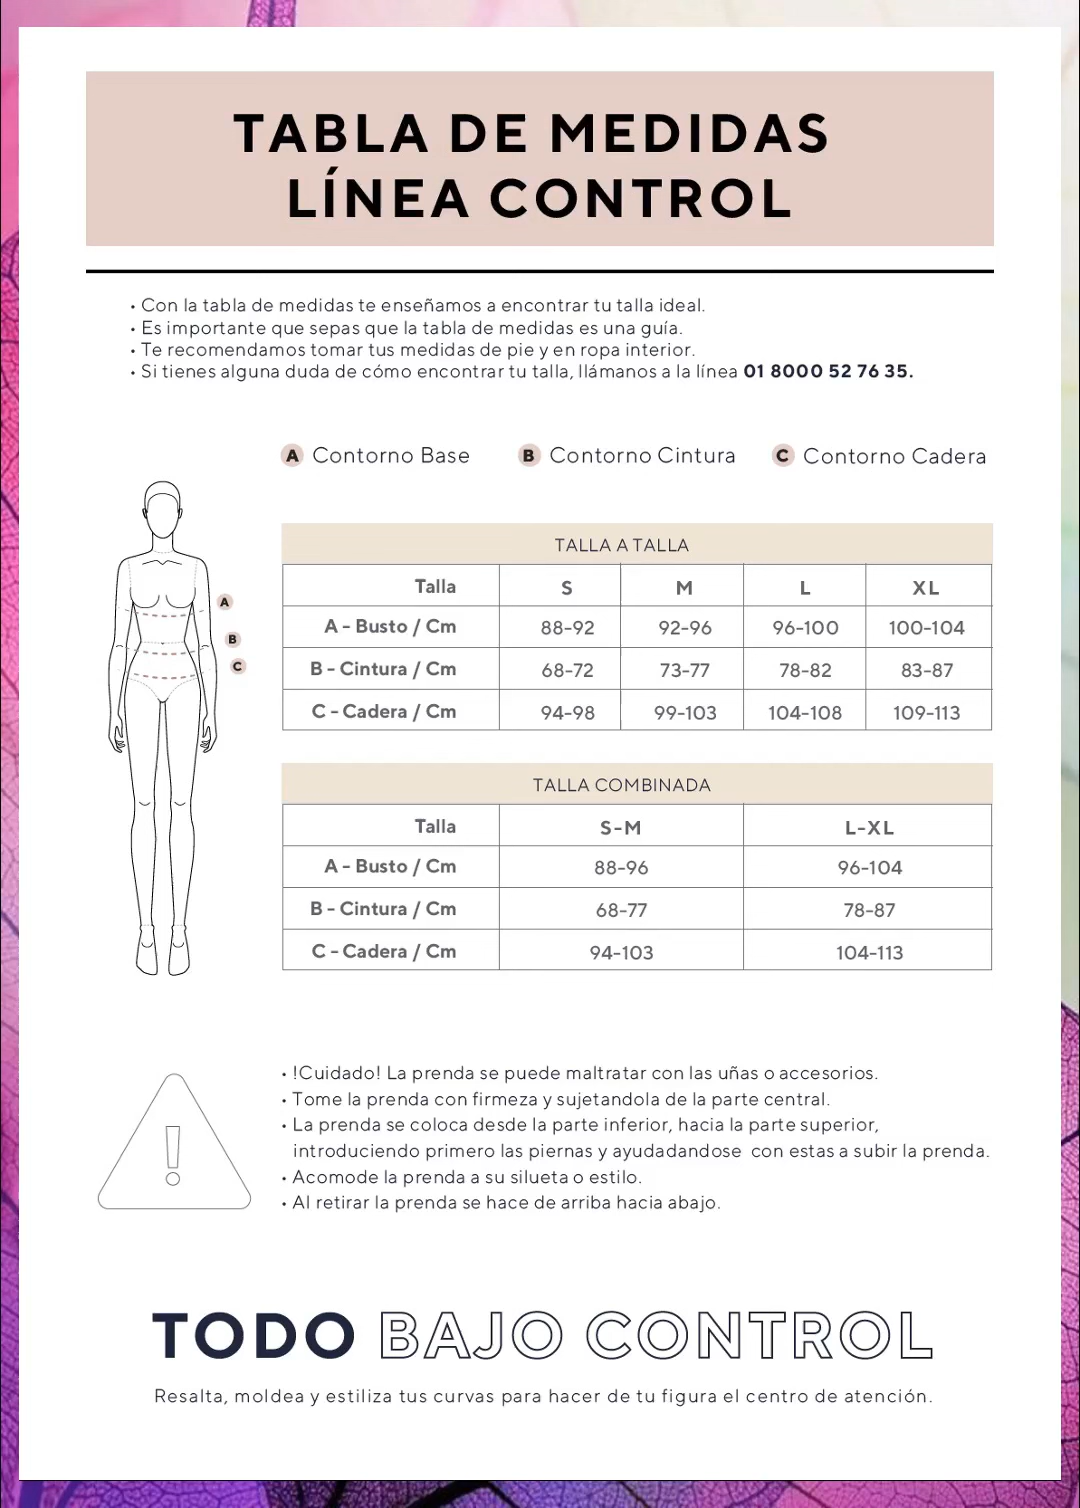 TABLA DE MEDIDAS
LÍNEA CONTROL
• Con la tabla de medidas te enseñamos a encontrar tu talla ideal.
• Es importante que sepas que la tabla de medidas es una guía.
• Te recomendamos tomar tus medidas de pie y en ropa interior.
• Si tienes alguna duda de cómo encontrar tu talla, llámanos a la línea 01 8000 52 76 35.
A Contorno Base B Contorno Cintura C Contorno Cadera
A
B
C
TALLA A TALLA
Talla S M L XL
A - Busto / Cm 88-92 92-96 96-100 100-104
B - Cintura / Cm 68-72 73-77 78-82 83-87
C - Cadera / Cm 94-98 99-103 104-108 109-113
TALLA COMBINADA
Talla S-M L-XL
A - Busto / Cm 88-96 96-104
B - Cintura / Cm 68-77 78-87
C - Cadera / Cm 94-103 104-113
!
• !Cuidado! La prenda se puede maltratar con las uñas o accesorios.
• Tome la prenda con firmeza y sujetandola de la parte central.
• La prenda se coloca desde la parte inferior, hacia la parte superior,
introduciendo primero las piernas y ayudadandose con estas a subir la prenda.
• Acomode la prenda a su silueta o estilo.
• Al retirar la prenda se hace de arriba hacia abajo.
TODO BAJO CONTROL
Resalta, moldea y estiliza tus curvas para hacer de tu figura el centro de atención.